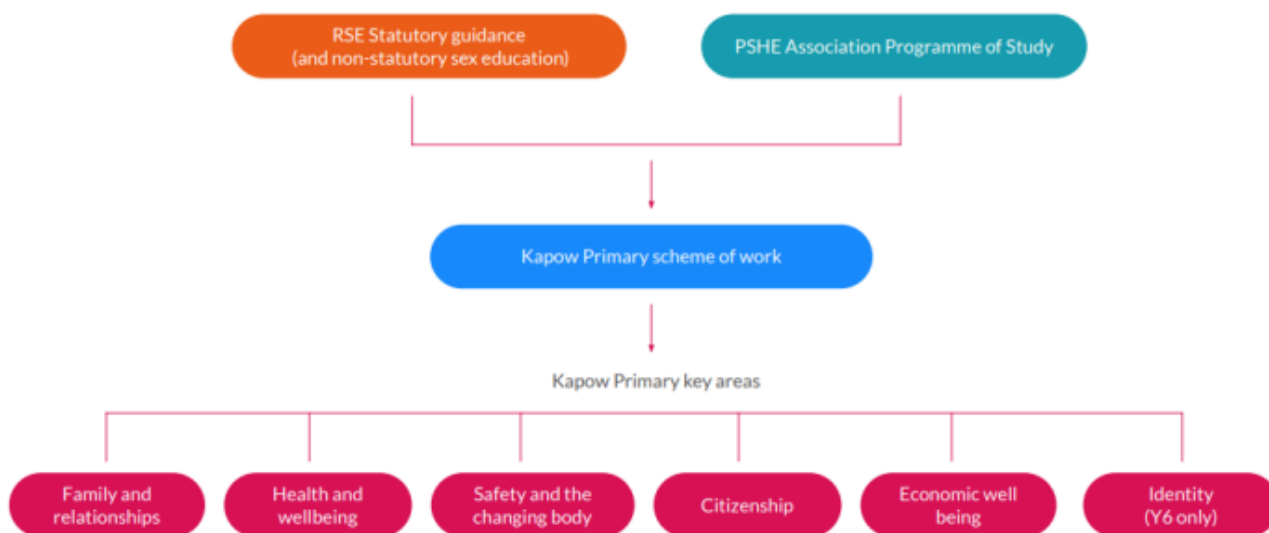 RSE Statutory guidance
(and non-statutory sex education)
PSHE Association Programme of Study
Kapow Primary scheme of work
Kapow Primary key areas
Family and
relationships
Health and
wellbeing
Safety and the
changing body
Citizenship
Economic well
being
Identity
(Y6 only)